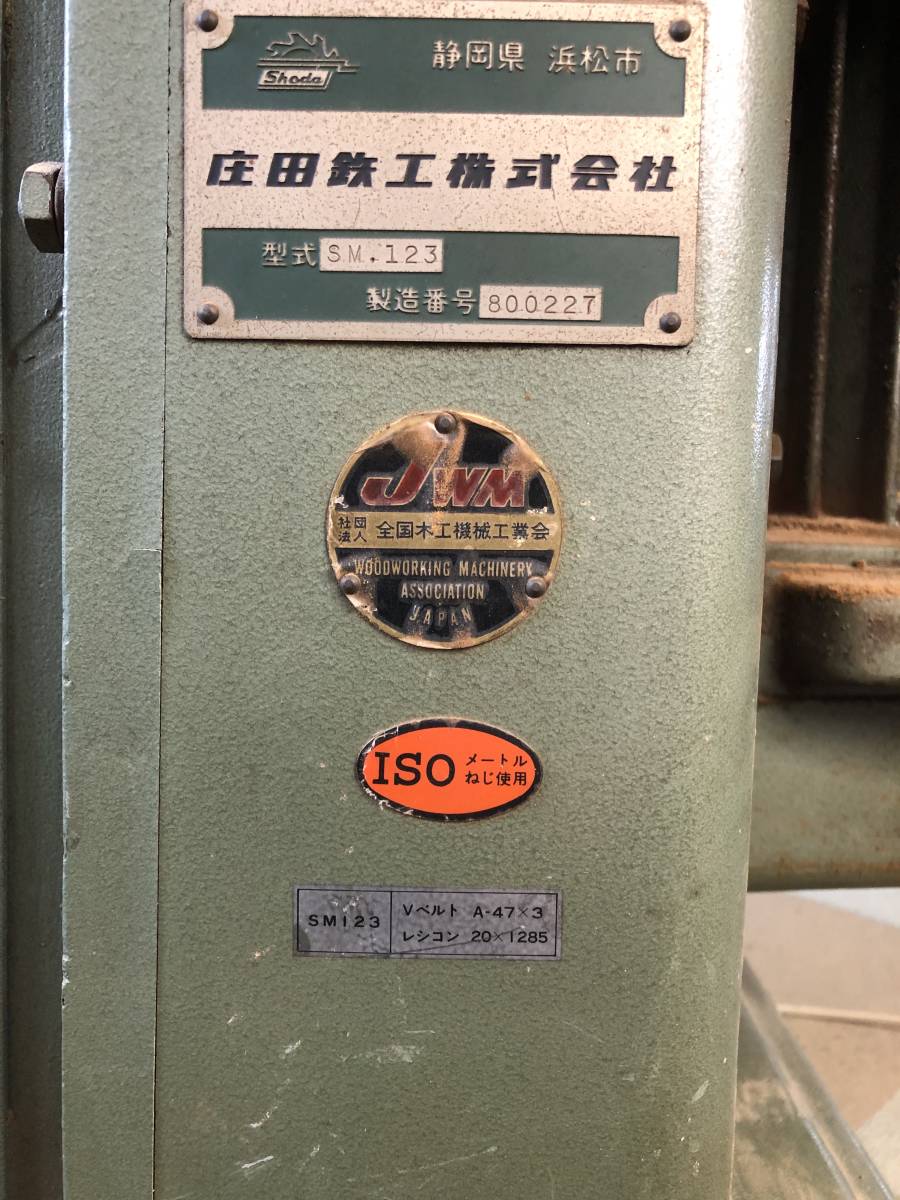 Shoda
静岡県 浜松市
庄田鉄工株式会社
型式 SM.123
製造番号 800227
JWM
社団法人 全国木工機械工業会
WOODWORKING MACHINERY
ASSOCIATION
JAPAN
ISO メートル
ねじ使用
SM123
Vベルト A-47×3
レシコン 20×1285